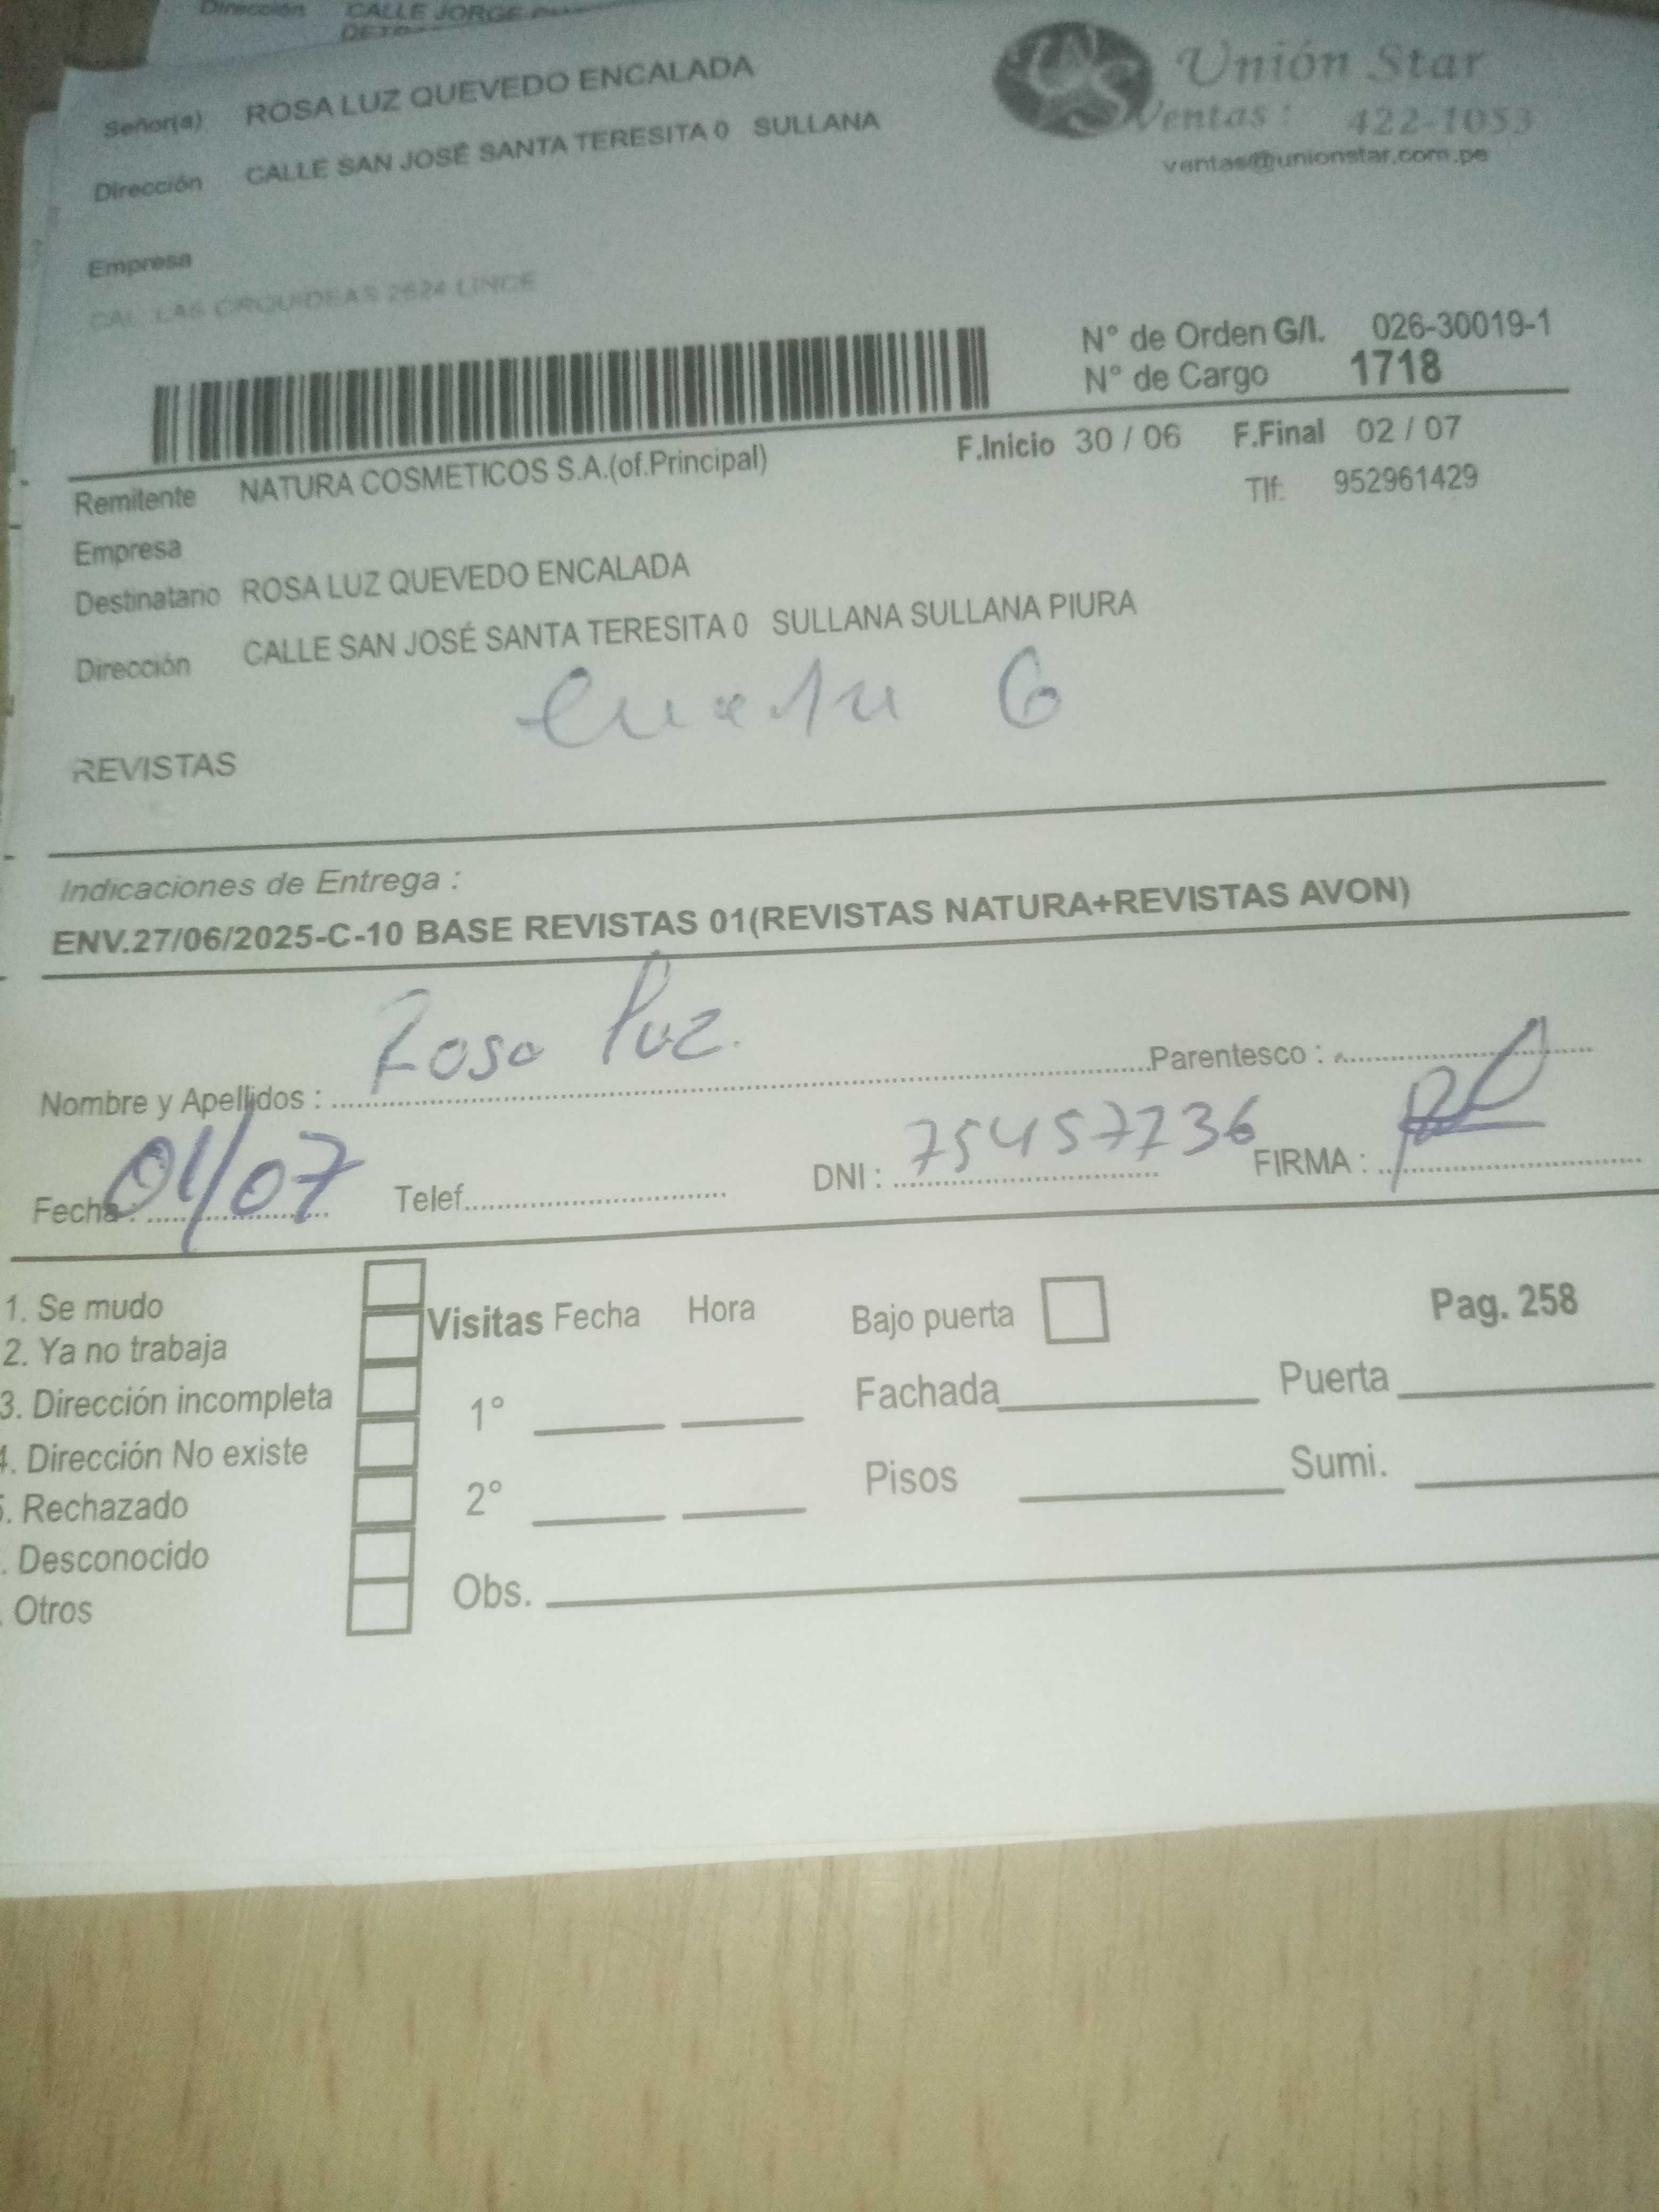 Dirección CALLE JORGE
Señor(a) ROSA LUZ QUEVEDO ENCALADA
Unión Star
Ventas : 422-1053
ventas@unionstar.com.pe
Dirección CALLE SAN JOSÉ SANTA TERESITA 0 SULLANA
Empresa
CAL. LAS ORQUIDEAS 2624 LINCE
N° de Orden G/I. 026-30019-1
N° de Cargo 1718
F.Inicio 30 / 06 F.Final 02 / 07
Remitente NATURA COSMETICOS S.A.(of.Principal)
Tlf: 952961429
Empresa
Destinatario ROSA LUZ QUEVEDO ENCALADA
Dirección CALLE SAN JOSÉ SANTA TERESITA 0 SULLANA SULLANA PIURA
6
REVISTAS
Indicaciones de Entrega :
ENV.27/06/2025-C-10 BASE REVISTAS 01(REVISTAS NATURA+REVISTAS AVON)
Nombre y Apellidos : Rosa Luz. Parentesco :
Fecha : 01/07 Telef. DNI : 75457736 FIRMA :
1. Se mudo
2. Ya no trabaja
3. Dirección incompleta
4. Dirección No existe
5. Rechazado
. Desconocido
. Otros
Visitas Fecha Hora
1°
2°
Obs.
Bajo puerta
Pag. 258
Fachada Puerta
Pisos Sumi.